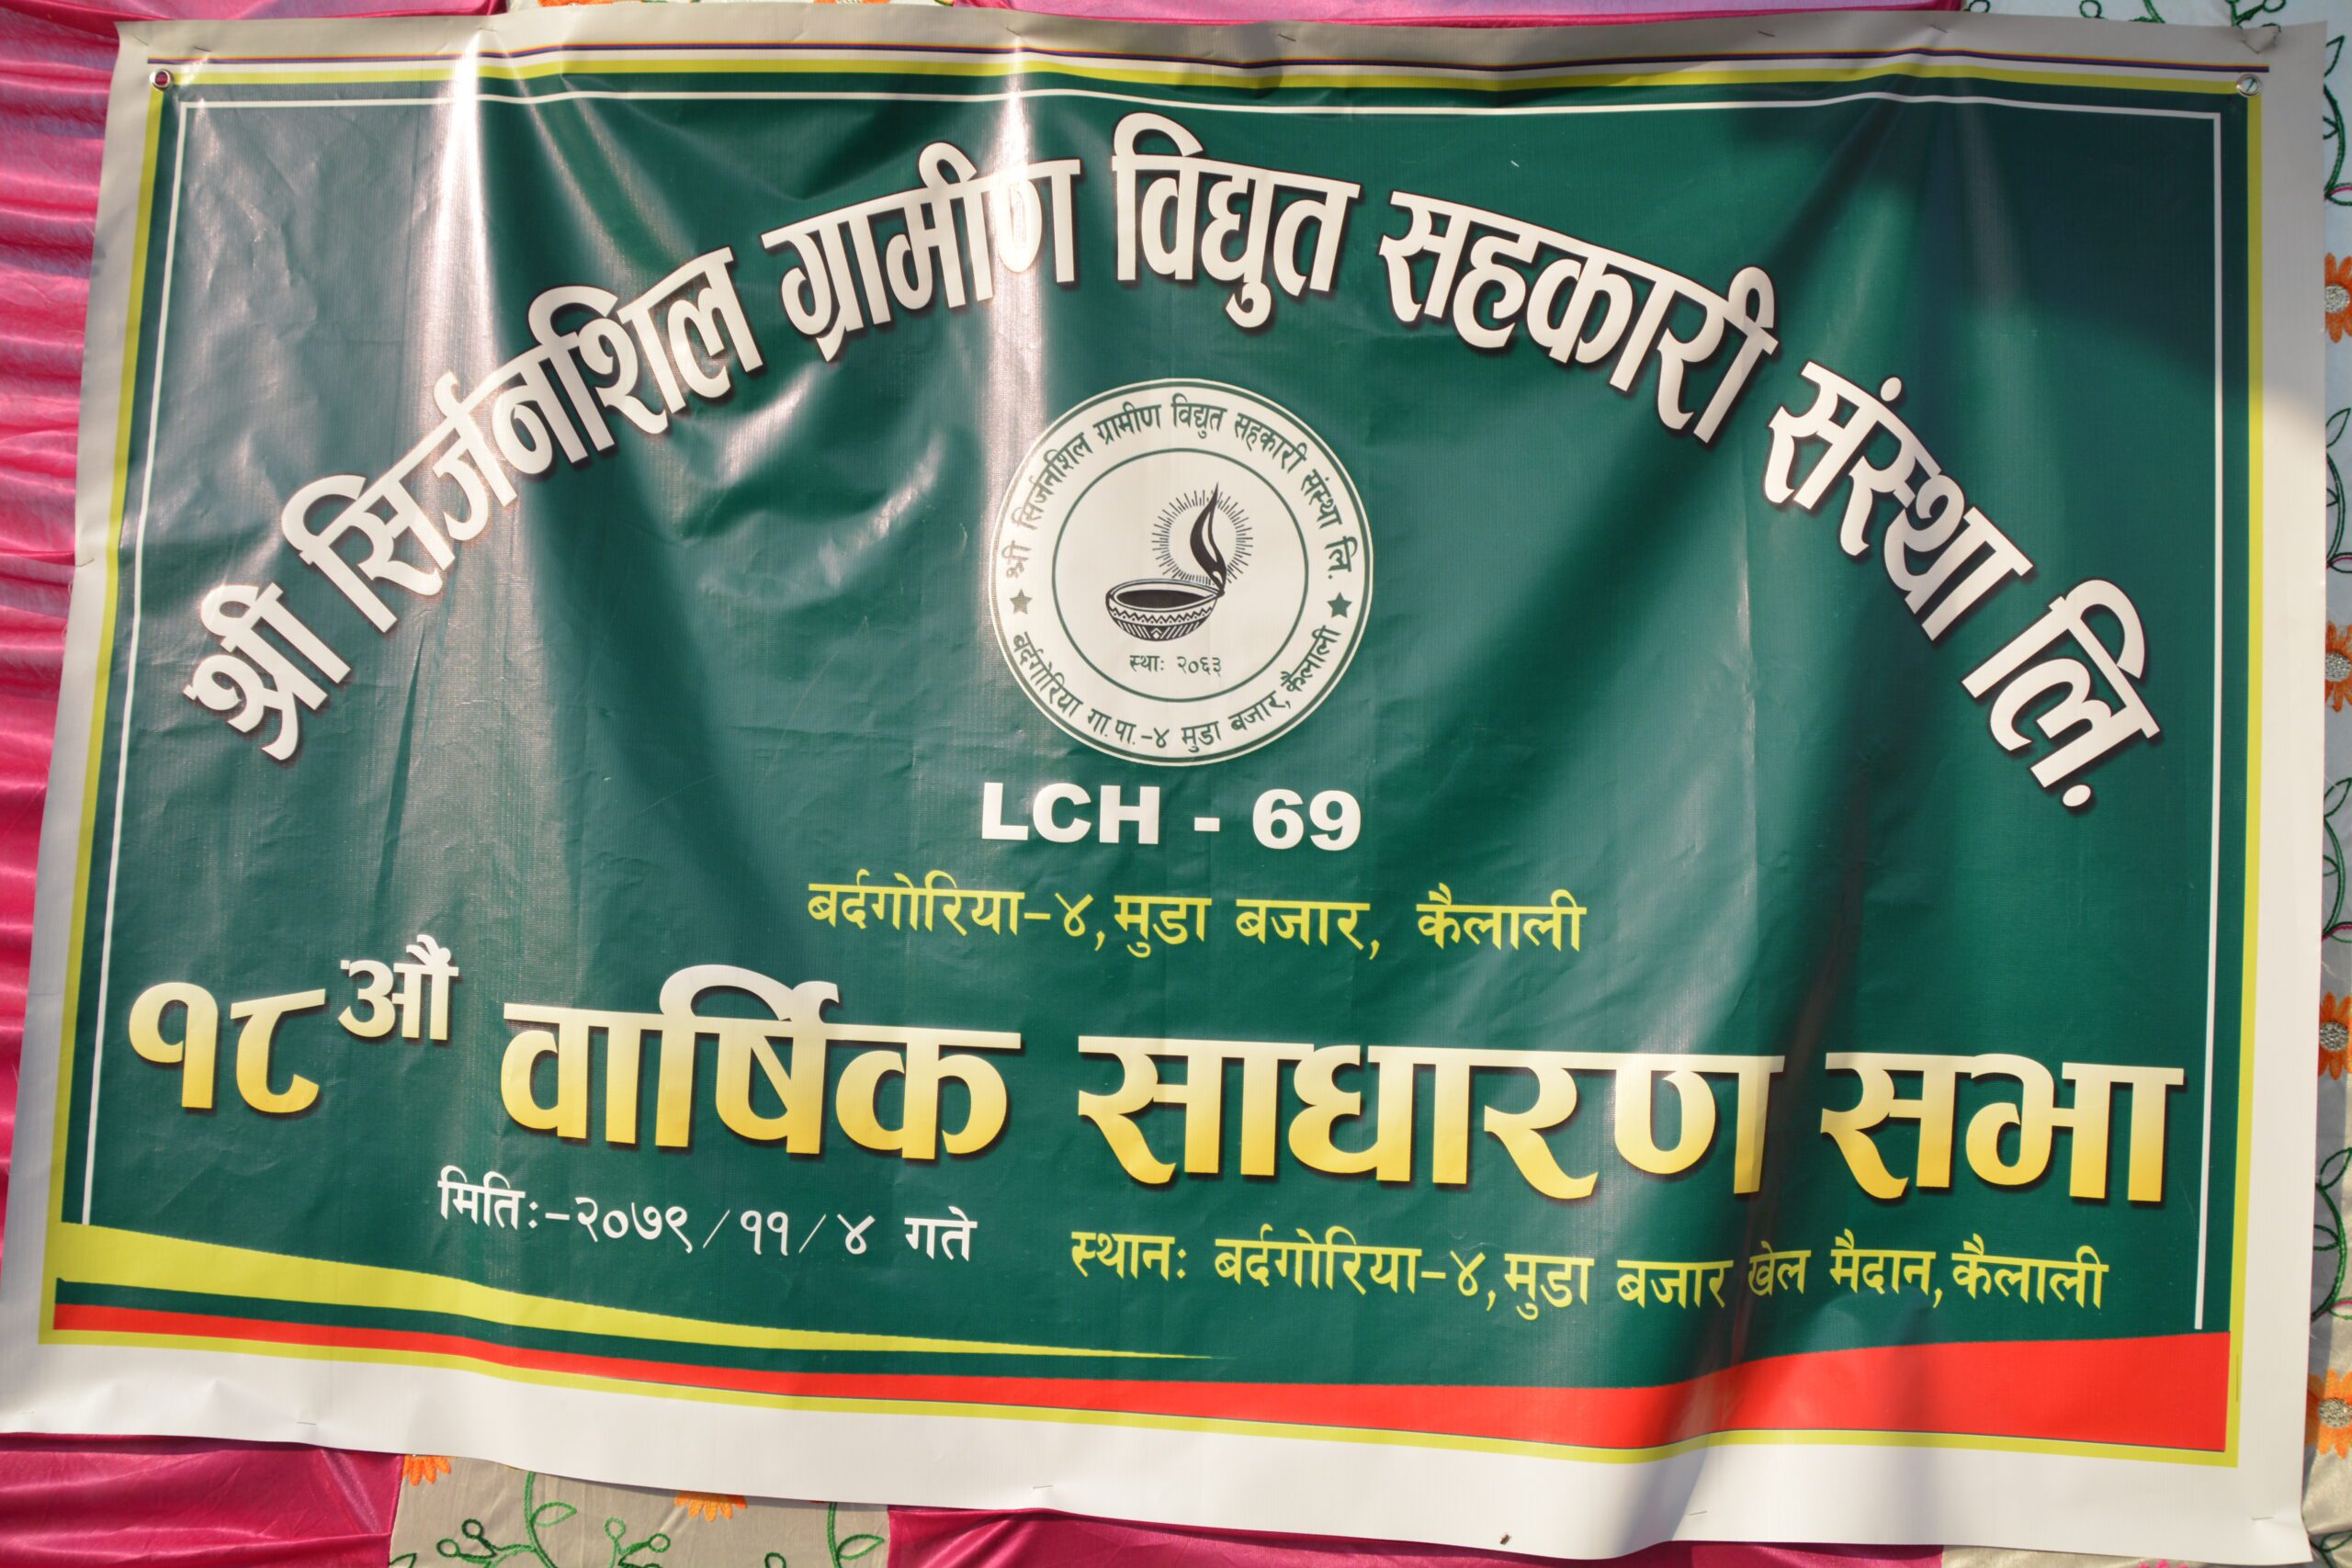 श्री सिर्जनशिल ग्रामीण विद्युत सहकारी संस्था लि.
श्री सिर्जनशिल ग्रामीण विद्युत सहकारी संस्था लि.
स्थाः २०६३
बर्दगोरिया गा.पा.-४ मुडा बजार, कैलाली
LCH - 69
बर्दगोरिया-४, मुडा बजार, कैलाली
१८औं वार्षिक साधारण सभा
मितिः-२०७९/११/४ गते
स्थानः बर्दगोरिया-४, मुडा बजार खेल मैदान, कैलाली